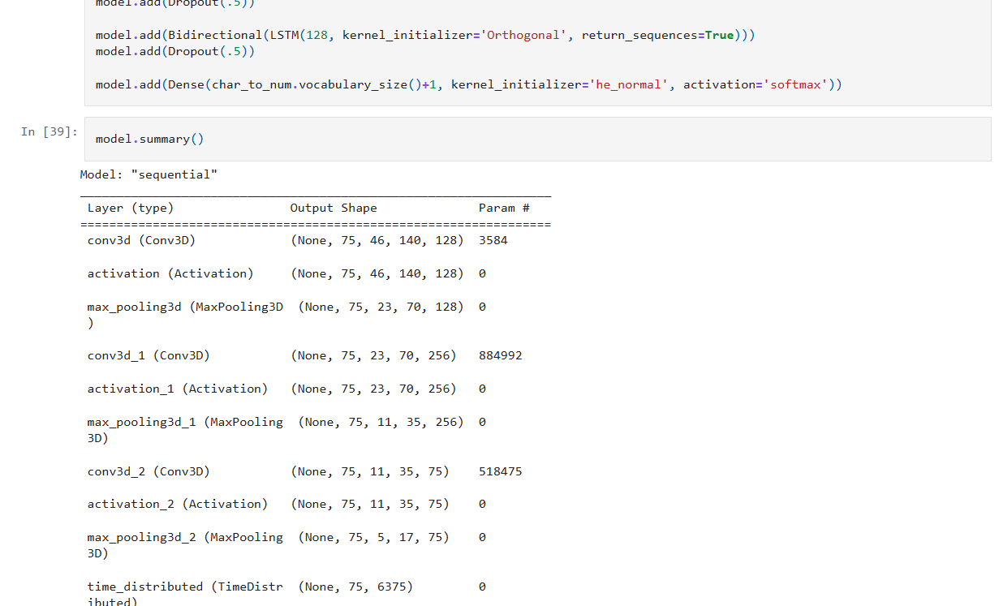 model.add(Dropout(.5))
model.add(Bidirectional(LSTM(128, kernel_initializer='Orthogonal', return_sequences=True)))
model.add(Dropout(.5))
model.add(Dense(char_to_num.vocabulary_size()+1, kernel_initializer='he_normal', activation='softmax'))
In [39]:
model.summary()
Model: "sequential"
Layer (type) Output Shape Param #
=================================================================
conv3d (Conv3D) (None, 75, 46, 140, 128) 3584
activation (Activation) (None, 75, 46, 140, 128) 0
max_pooling3d (MaxPooling3D (None, 75, 23, 70, 128) 0
)
conv3d_1 (Conv3D) (None, 75, 23, 70, 256) 884992
activation_1 (Activation) (None, 75, 23, 70, 256) 0
max_pooling3d_1 (MaxPooling (None, 75, 11, 35, 256) 0
3D)
conv3d_2 (Conv3D) (None, 75, 11, 35, 75) 518475
activation_2 (Activation) (None, 75, 11, 35, 75) 0
max_pooling3d_2 (MaxPooling (None, 75, 5, 17, 75) 0
3D)
time_distributed (TimeDistr (None, 75, 6375) 0
ibuted)